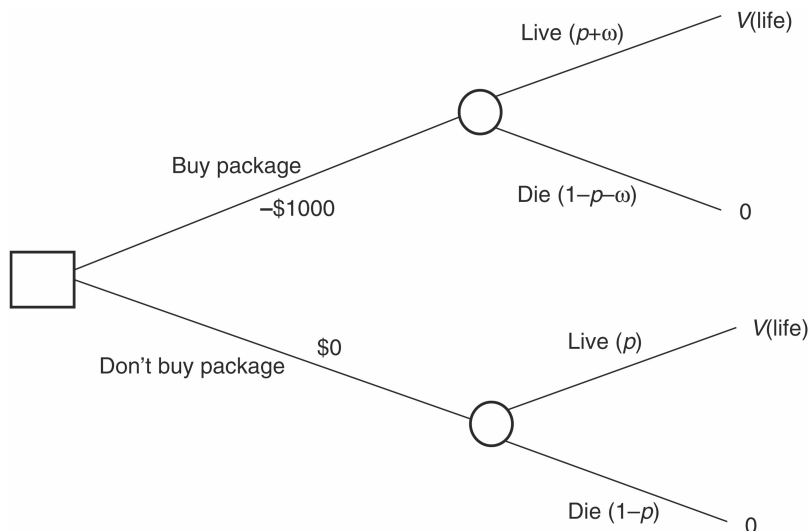 Live (p+ω)
V(life)
Buy package
–$1000
Die (1–p–ω)
0
$0
Don't buy package
Live (p)
V(life)
Die (1–p)
0